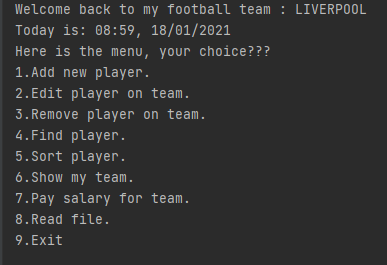 Welcome back to my football team : LIVERPOOL
Today is: 08:59, 18/01/2021
Here is the menu, your choice???
1.Add new player.
2.Edit player on team.
3.Remove player on team.
4.Find player.
5.Sort player.
6.Show my team.
7.Pay salary for team.
8.Read file.
9.Exit